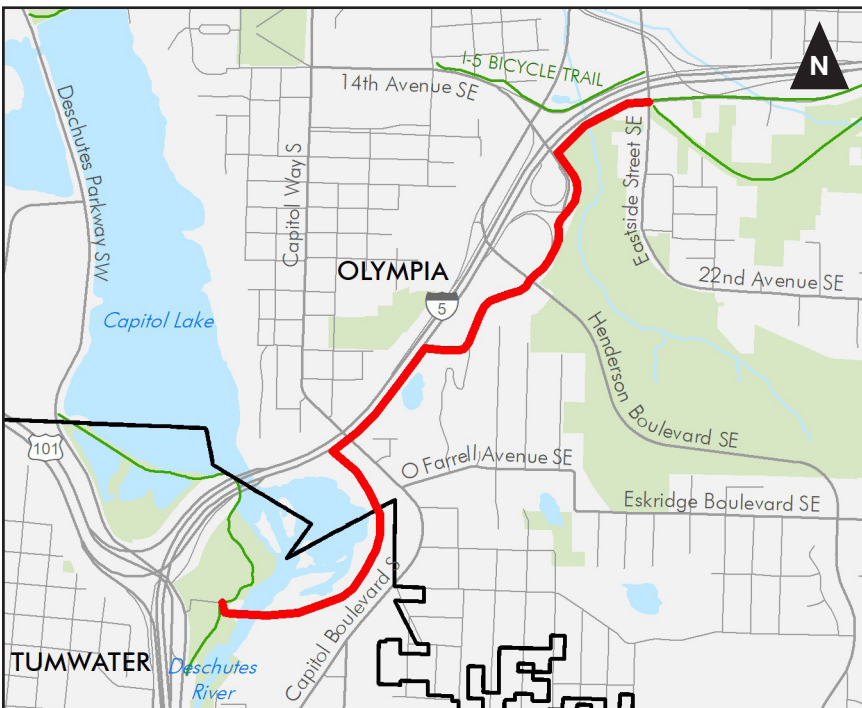 N
I-5 BICYCLE TRAIL
14th Avenue SE
Deschutes Parkway SW
Capitol Way S
Eastside Street SE
OLYMPIA
22nd Avenue SE
5
Capitol Lake
Henderson Boulevard SE
101
O Farrell Avenue SE
Eskridge Boulevard SE
Capitol Boulevard S
TUMWATER
Deschutes
River